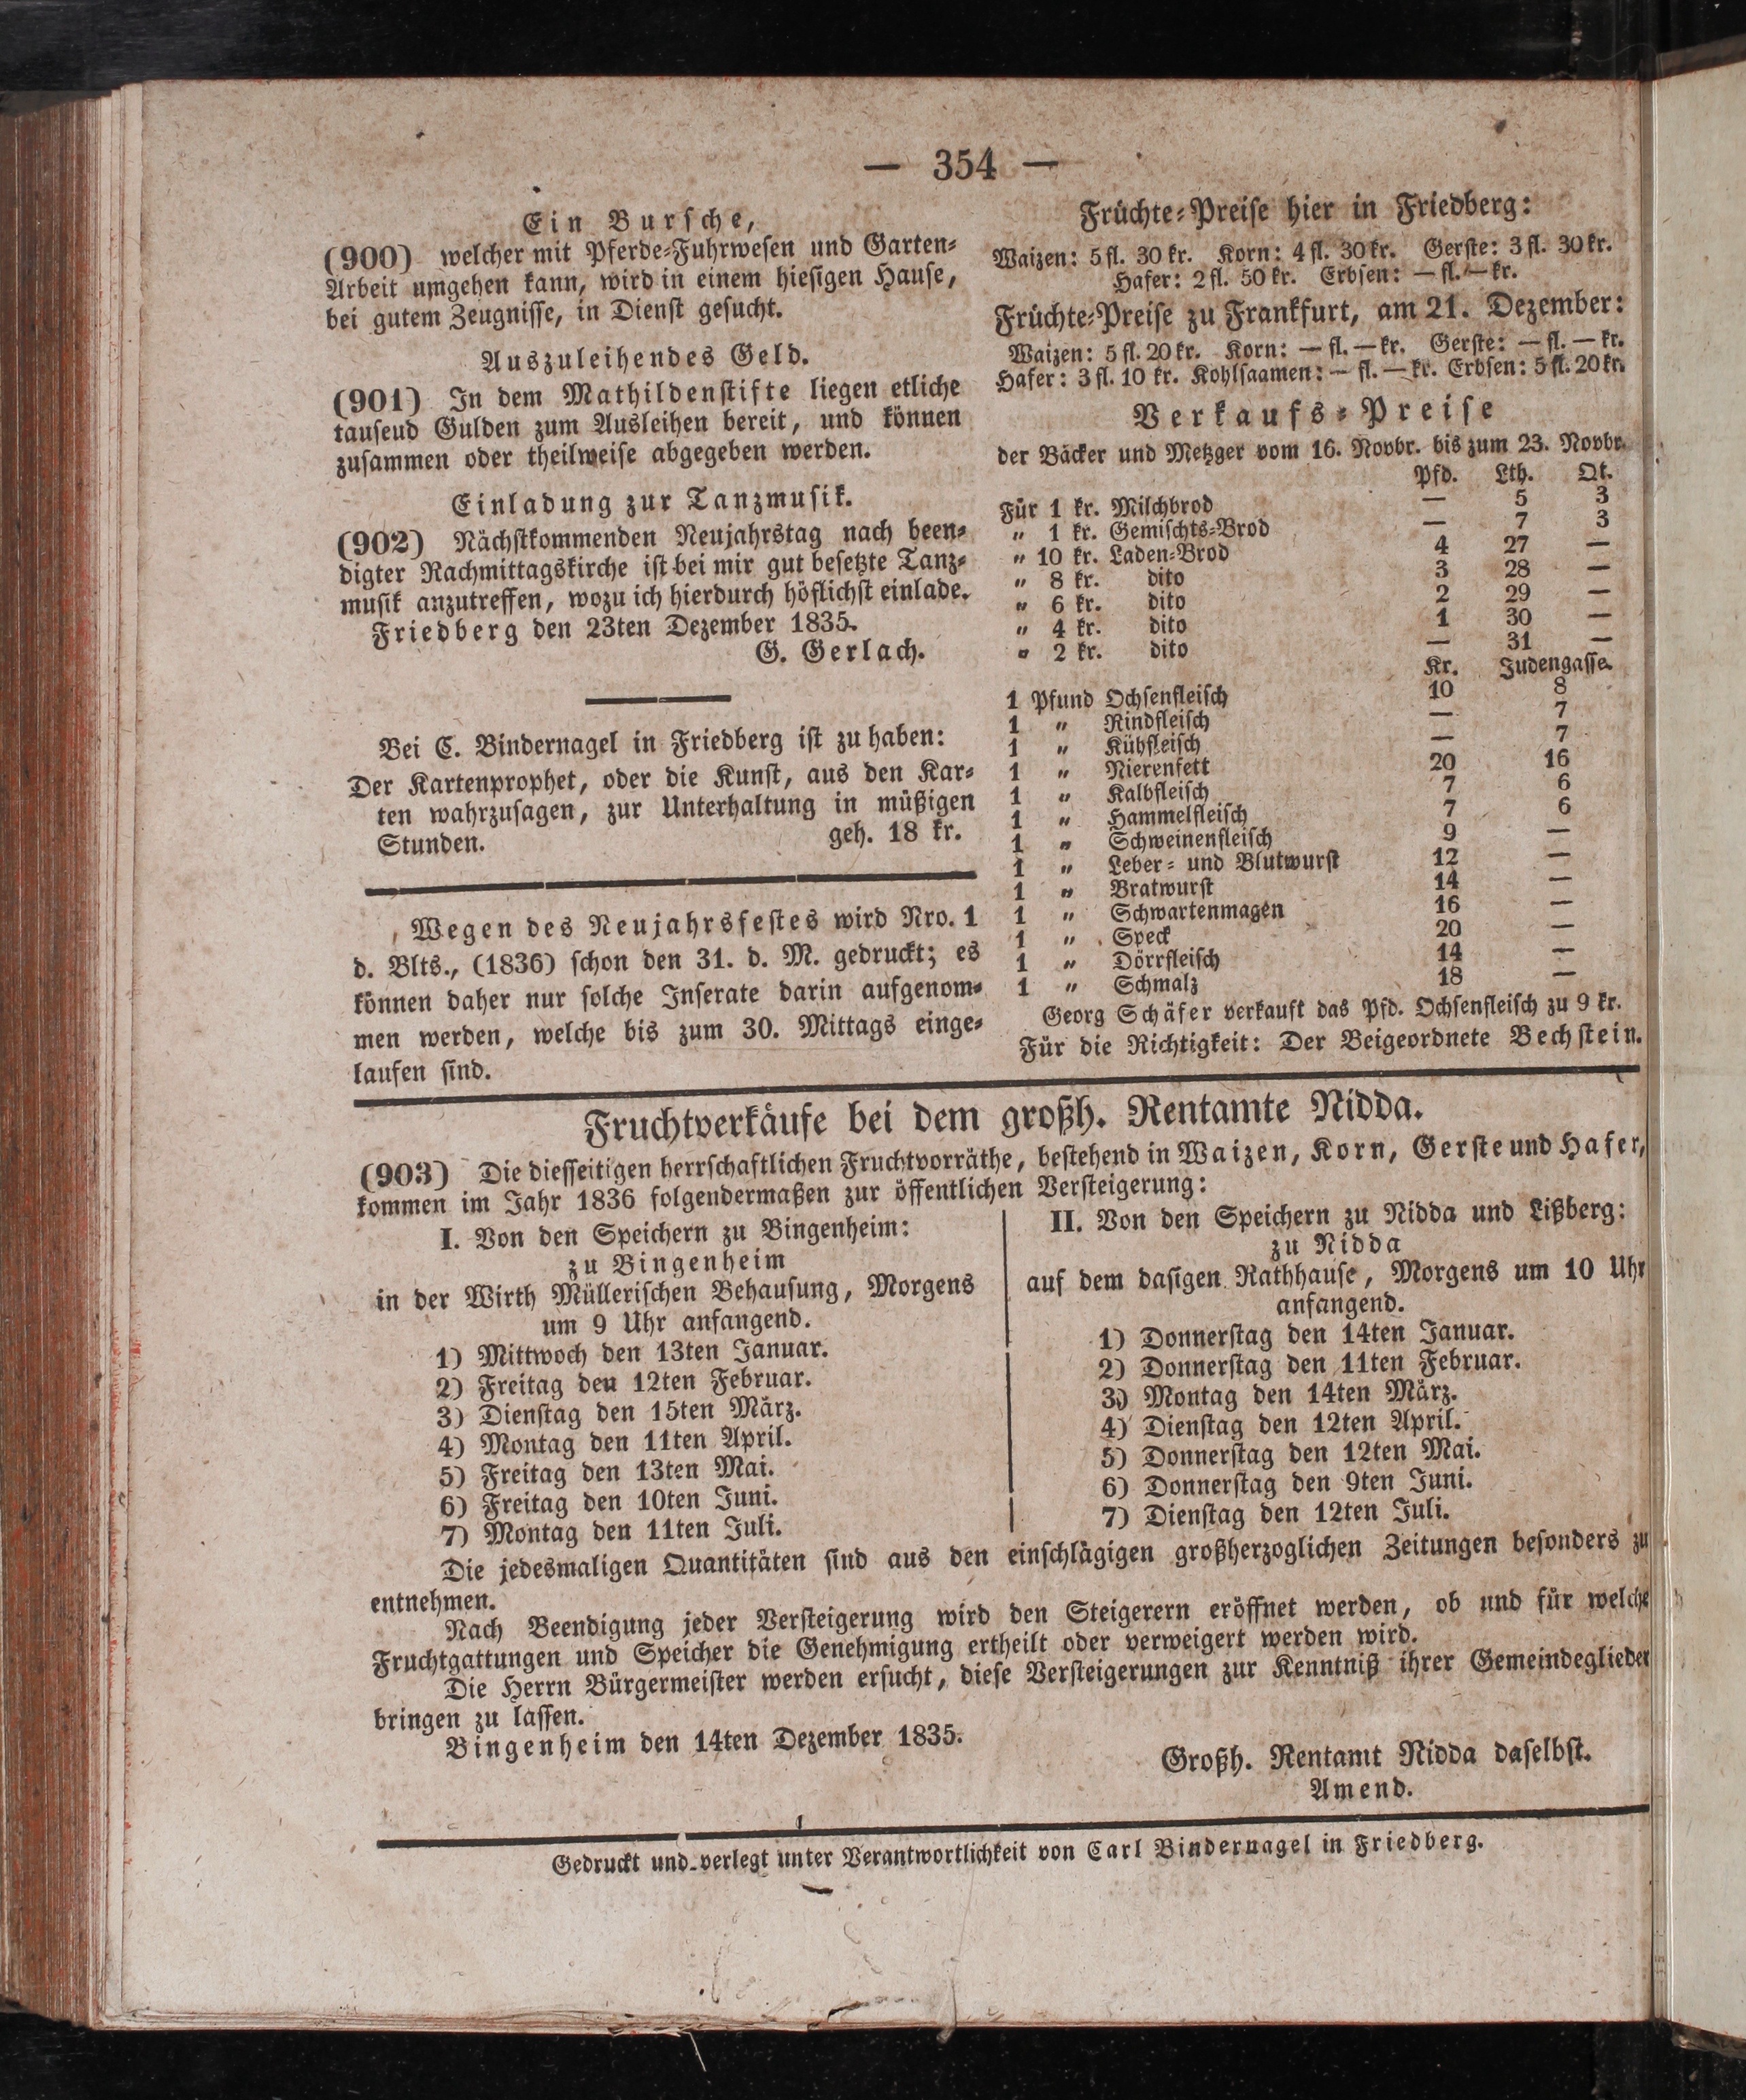 — 354 —
Ein Bursche,
(900) welcher mit Pferde-Fuhrwesen und Garten-
Arbeit umgehen kann, wird in einem hiesigen Hause,
bei gutem Zeugnisse, in Dienst gesucht.
Auszuleihendes Geld.
(901) In dem Mathildenstifte liegen etliche
tauseud Gulden zum Ausleihen bereit, und können
zusammen oder theilweise abgegeben werden.
Einladung zur Tanzmusik.
(902) Nächstkommenden Neujahrstag nach been-
digter Nachmittagskirche ist bei mir gut besetzte Tanz-
musik anzutreffen, wozu ich hierdurch höflichst einlade.
Friedberg den 23ten Dezember 1835.
G. Gerlach.
Bei C. Bindernagel in Friedberg ist zu haben:
Der Kartenprophet, oder die Kunst, aus den Kar-
ten wahrzusagen, zur Unterhaltung in müßigen
Stunden. geh. 18 kr.
Wegen des Neujahrsfestes wird Nro. 1
d. Blts., (1836) schon den 31. d. M. gedruckt; es
können daher nur solche Inserate darin aufgenom-
men werden, welche bis zum 30. Mittags einge-
laufen sind.
Früchte-Preise hier in Friedberg:
Waizen: 5 fl. 30 kr. Korn: 4 fl. 30 kr. Gerste: 3 fl. 30 kr.
Hafer: 2 fl. 50 kr. Erbsen: — fl. — kr.
Früchte-Preise zu Frankfurt, am 21. Dezember:
Waizen: 5 fl. 20 kr. Korn: — fl. — kr. Gerste: — fl. — kr.
Hafer: 3 fl. 10 kr. Kohlsaamen: — fl. — kr. Erbsen: 5 fl. 20 kr.
Verkaufs-Preise
der Bäcker und Metzger vom 16. Novbr. bis zum 23. Novbr.
Pfd. Lth. Qt.
Für 1 kr. Milchbrod — 5 3
" 1 kr. Gemischts-Brod — 7 3
" 10 kr. Laden-Brod 4 27 —
" 8 kr. dito 3 28 —
" 6 kr. dito 2 29 —
" 4 kr. dito 1 30 —
" 2 kr. dito — 31 —
Kr. Judengasse.
1 Pfund Ochsenfleisch 10 8
1 " Rindfleisch — 7
1 " Kühfleisch — 7
1 " Nierenfett 20 16
1 " Kalbfleisch 7 6
1 " Hammelfleisch 7 6
1 " Schweinenfleisch 9 —
1 " Leber- und Blutwurst 12 —
1 " Bratwurst 14 —
1 " Schwartenmagen 16 —
1 " Speck 20 —
1 " Dörrfleisch 14 —
1 " Schmalz 18 —
Georg Schäfer verkauft das Pfd. Ochsenfleisch zu 9 kr.
Für die Richtigkeit: Der Beigeordnete Bechstein.
Fruchtverkäufe bei dem großh. Rentamte Nidda.
(903) Die diesseitigen herrschaftlichen Fruchtvorräthe, bestehend in Waizen, Korn, Gerste und Hafer,
kommen im Jahr 1836 folgendermaßen zur öffentlichen Versteigerung:
I. Von den Speichern zu Bingenheim:
zu Bingenheim
in der Wirth Müllerischen Behausung, Morgens
um 9 Uhr anfangend.
1) Mittwoch den 13ten Januar.
2) Freitag den 12ten Februar.
3) Dienstag den 15ten März.
4) Montag den 11ten April.
5) Freitag den 13ten Mai.
6) Freitag den 10ten Juni.
7) Montag den 11ten Juli.
II. Von den Speichern zu Nidda und Lißberg:
zu Nidda
auf dem dasigen Rathhause, Morgens um 10 Uhr
anfangend.
1) Donnerstag den 14ten Januar.
2) Donnerstag den 11ten Februar.
3) Montag den 14ten März.
4) Dienstag den 12ten April.
5) Donnerstag den 12ten Mai.
6) Donnerstag den 9ten Juni.
7) Dienstag den 12ten Juli.
Die jedesmaligen Quantitäten sind aus den einschlägigen großherzoglichen Zeitungen besonders zu
entnehmen.
Nach Beendigung jeder Versteigerung wird den Steigerern eröffnet werden, ob und für welche
Fruchtgattungen und Speicher die Genehmigung ertheilt oder verweigert werden wird.
Die Herrn Bürgermeister werden ersucht, diese Versteigerungen zur Kenntniß ihrer Gemeindeglieder
bringen zu lassen.
Bingenheim den 14ten Dezember 1835.
Großh. Rentamt Nidda daselbst.
Amend.
Gedruckt und verlegt unter Verantwortlichkeit von Carl Bindernagel in Friedberg.